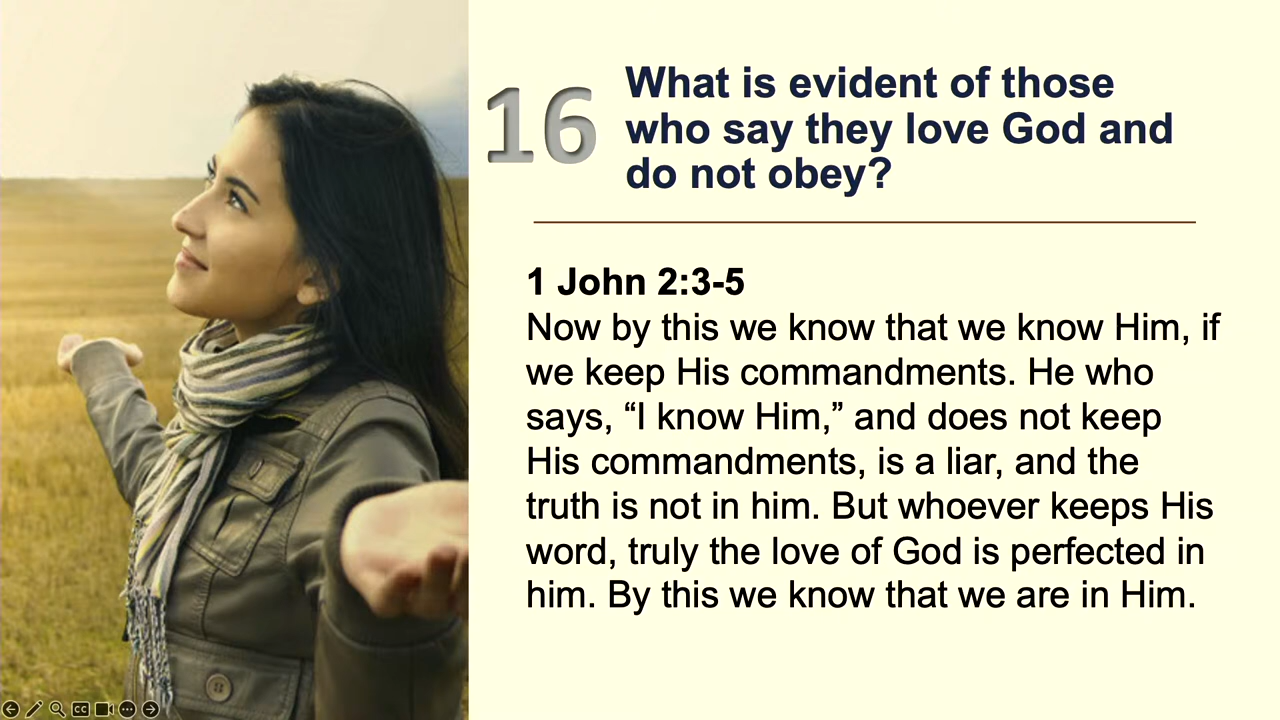 16
What is evident of those
who say they love God and
do not obey?
1 John 2:3-5
Now by this we know that we know Him, if
we keep His commandments. He who
says, “I know Him,” and does not keep
His commandments, is a liar, and the
truth is not in him. But whoever keeps His
word, truly the love of God is perfected in
him. By this we know that we are in Him.
CC